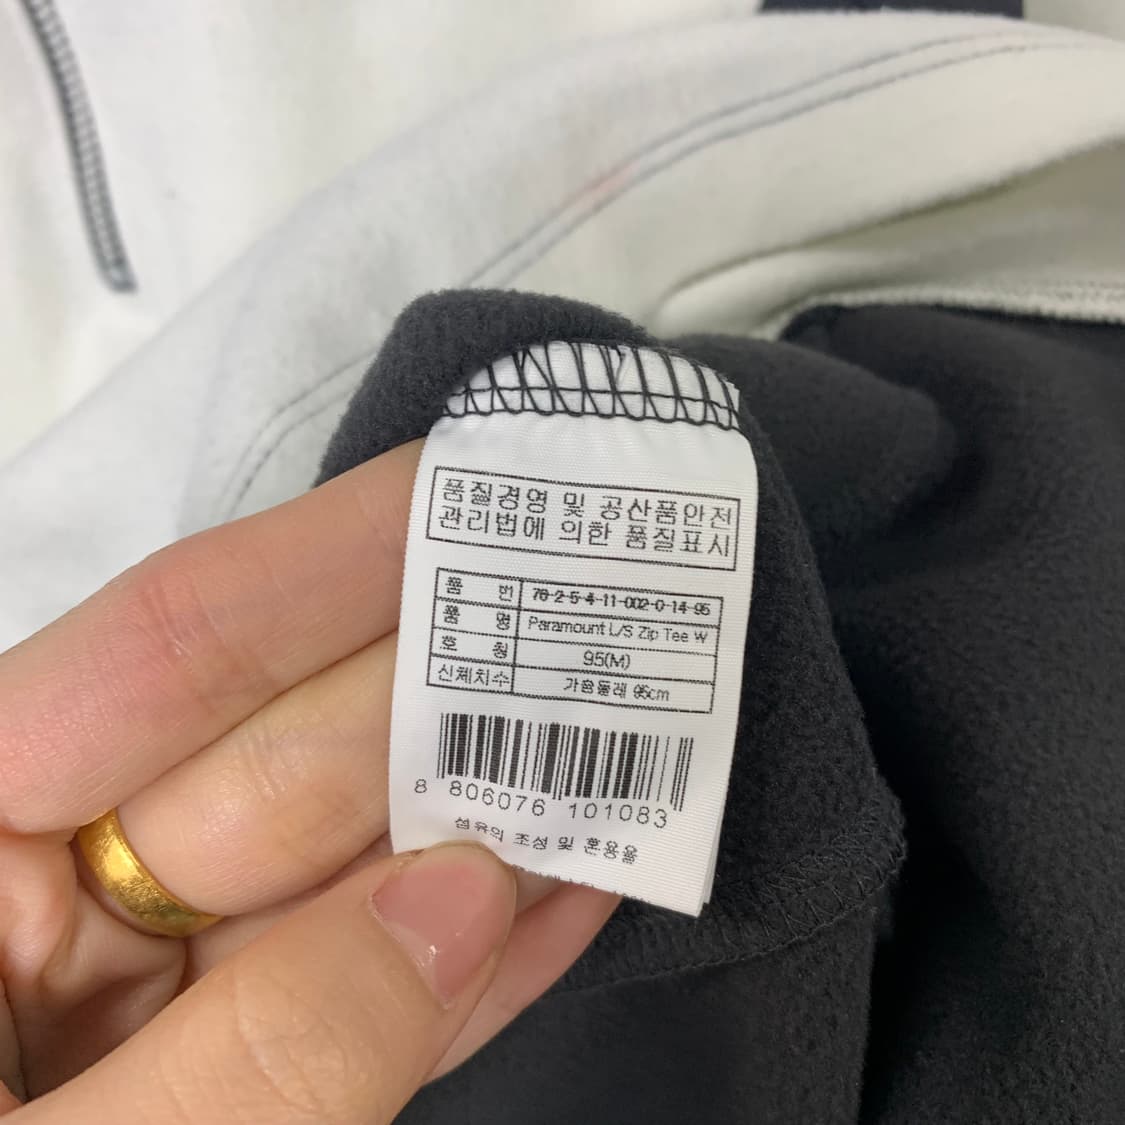 품질경영 및 공산품안전
관리법에 의한 품질표시
품 번 76-2-5-4-11-002-0-14-95
품 명 Paramount L/S Zip Tee W
호 칭 95(M)
신체치수 가슴둘레 95cm
8 806076 101083
섬유의 조성 및 혼용율